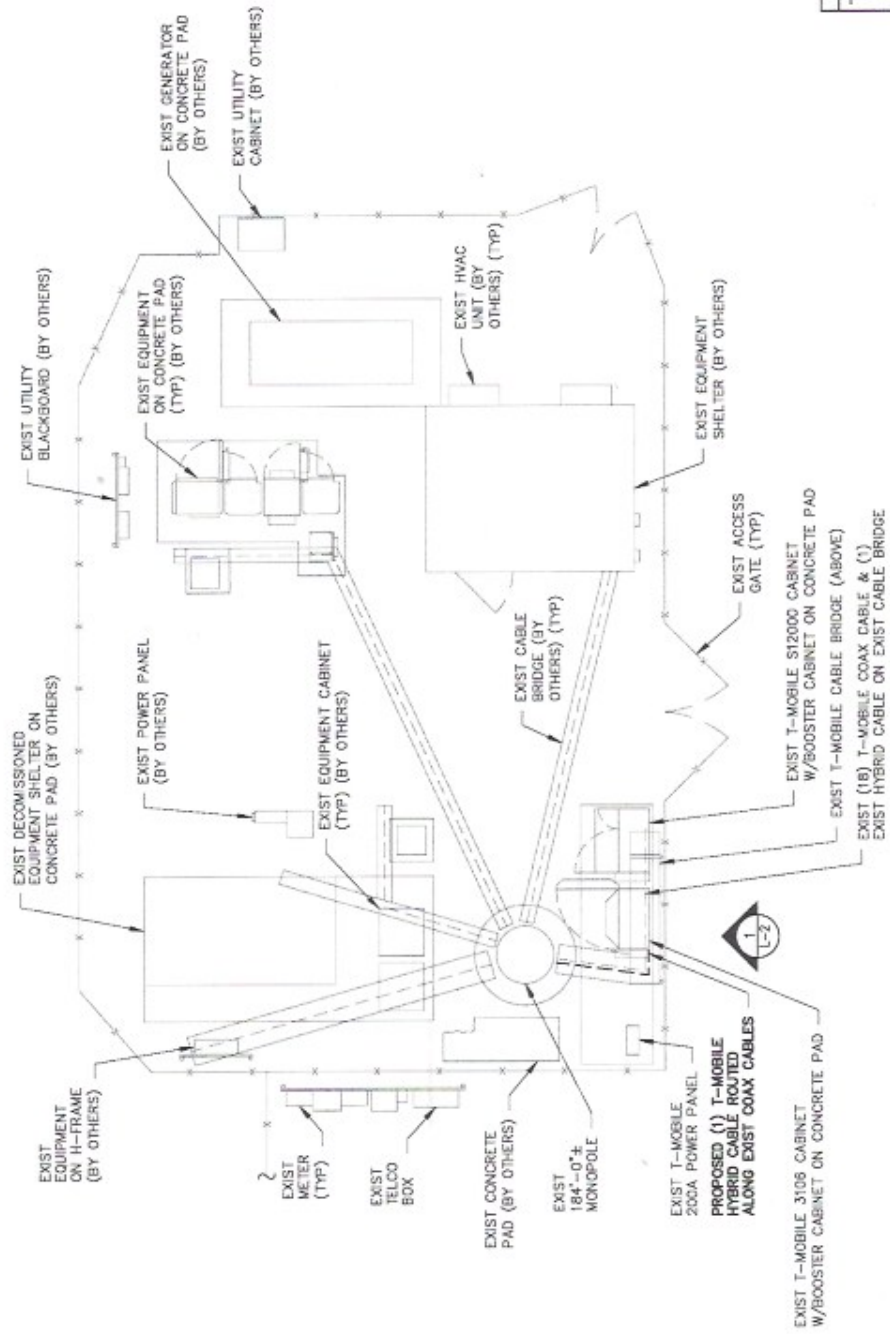 EXIST DECOMISSIONED
EQUIPMENT SHELTER ON
CONCRETE PAD (BY OTHERS)
EXIST UTILITY
BLACKBOARD (BY OTHERS)
EXIST GENERATOR
ON CONCRETE PAD
(BY OTHERS)
EXIST UTILITY
CABINET (BY OTHERS)
EXIST EQUIPMENT
ON CONCRETE PAD
(TYP) (BY OTHERS)
EXIST POWER PANEL
(BY OTHERS)
EXIST EQUIPMENT CABINET
(TYP) (BY OTHERS)
EXIST HVAC
UNIT (BY
OTHERS) (TYP)
EXIST EQUIPMENT
SHELTER (BY OTHERS)
EXIST CABLE
BRIDGE (BY
OTHERS) (TYP)
EXIST ACCESS
GATE (TYP)
EXIST
EQUIPMENT
ON H-FRAME
(BY OTHERS)
EXIST
METER
(TYP)
EXIST
TELCO
BOX
EXIST CONCRETE
PAD (BY OTHERS)
EXIST
184'-0"±
MONOPOLE
EXIST T-MOBILE
200A POWER PANEL
PROPOSED (1) T-MOBILE
HYBRID CABLE ROUTED
ALONG EXIST COAX CABLES
EXIST T-MOBILE 3106 CABINET
W/BOOSTER CABINET ON CONCRETE PAD
1
L-2
EXIST T-MOBILE S12000 CABINET
W/BOOSTER CABINET ON CONCRETE PAD
EXIST T-MOBILE CABLE BRIDGE (ABOVE)
EXIST (18) T-MOBILE COAX CABLE & (1)
EXIST HYBRID CABLE ON EXIST CABLE BRIDGE